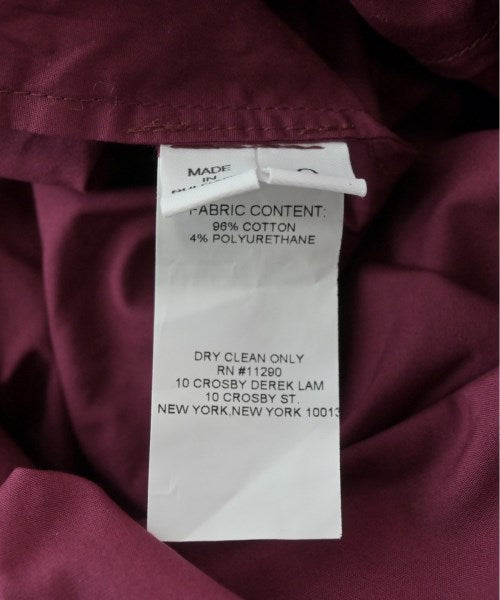 MADE
IN
FABRIC CONTENT:
96% COTTON
4% POLYURETHANE
DRY CLEAN ONLY
RN #11290
10 CROSBY DEREK LAM
10 CROSBY ST.
NEW YORK,NEW YORK 10013